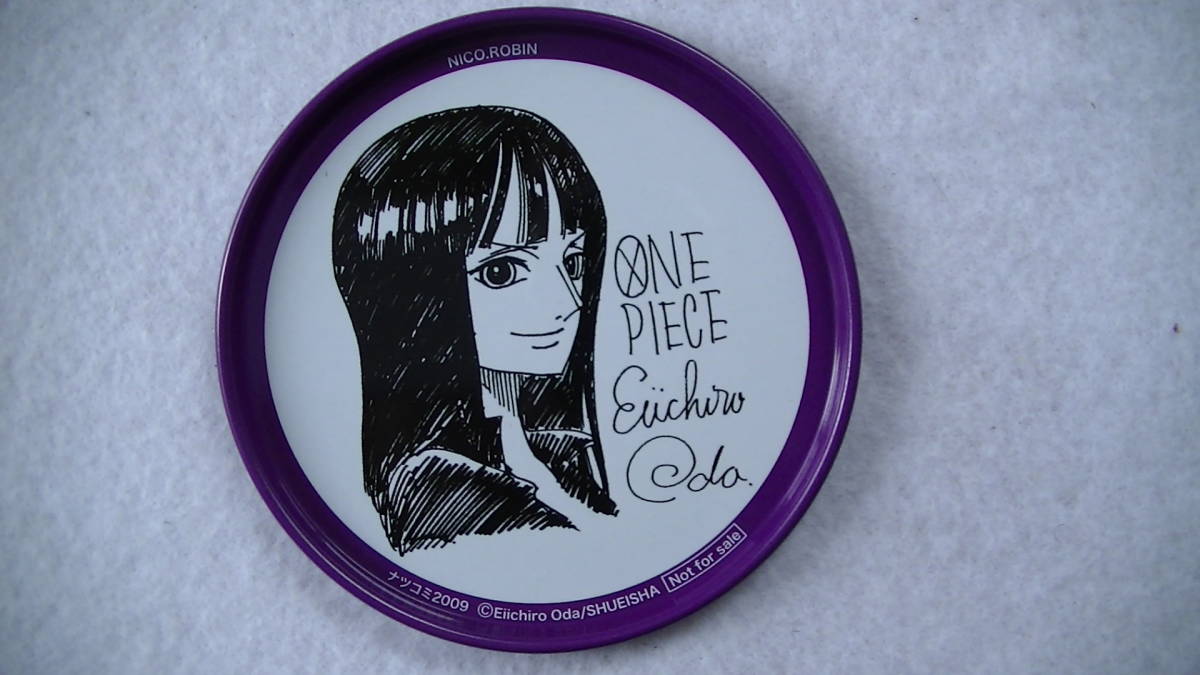 NICO.ROBIN
ONE
PIECE
Eiichiro
Oda.
ナツコミ2009 ©Eiichiro Oda/SHUEISHA Not for sale